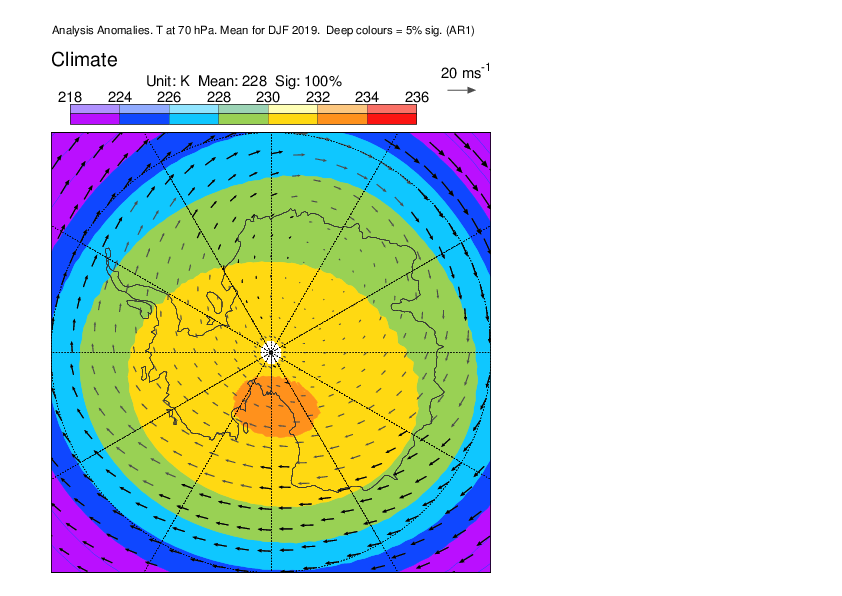 Analysis Anomalies. T at 70 hPa. Mean for DJF 2019. Deep colours = 5% sig. (AR1)
Climate
20 ms-1
Unit: K Mean: 228 Sig: 100%
218 224 226 228 230 232 234 236